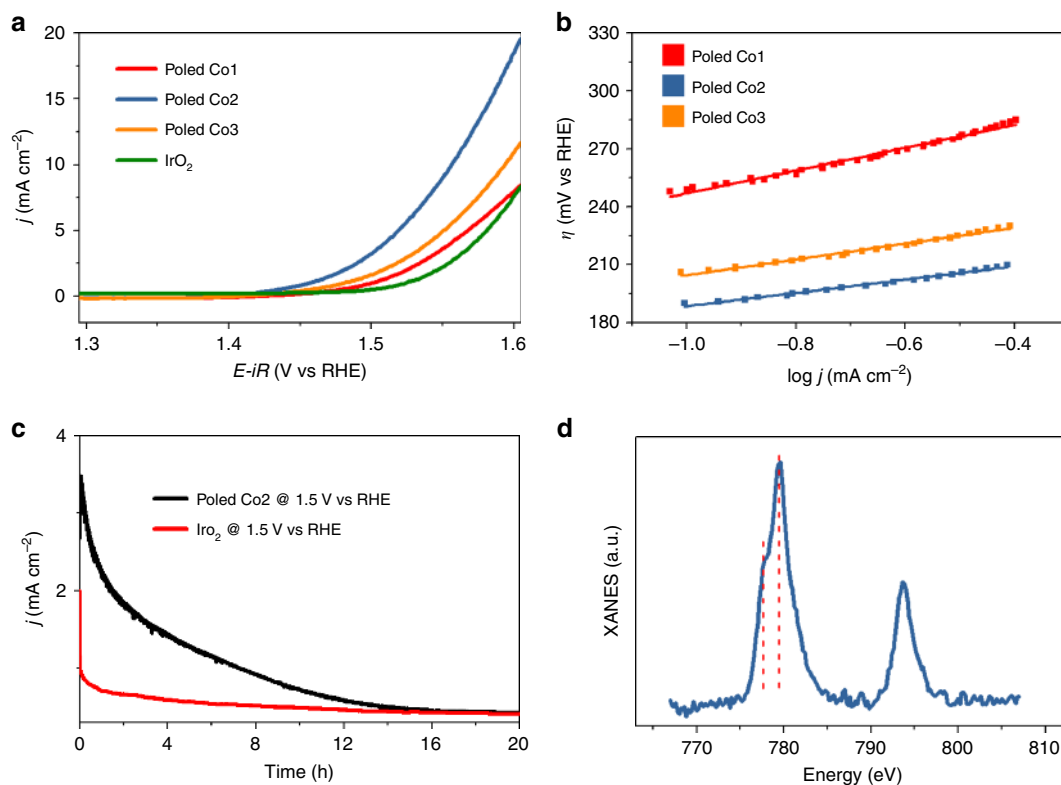 a
20
15
10
5
0
j (mA cm⁻²)
Poled Co1
Poled Co2
Poled Co3
IrO₂
1.3
1.4
1.5
1.6
E-iR (V vs RHE)
b
330
300
270
240
210
180
η (mV vs RHE)
Poled Co1
Poled Co2
Poled Co3
−1.0
−0.8
−0.6
−0.4
log j (mA cm⁻²)
c
4
2
j (mA cm⁻²)
Poled Co2 @ 1.5 V vs RHE
Iro₂ @ 1.5 V vs RHE
0
4
8
12
16
20
Time (h)
d
XANES (a.u.)
770
780
790
800
810
Energy (eV)